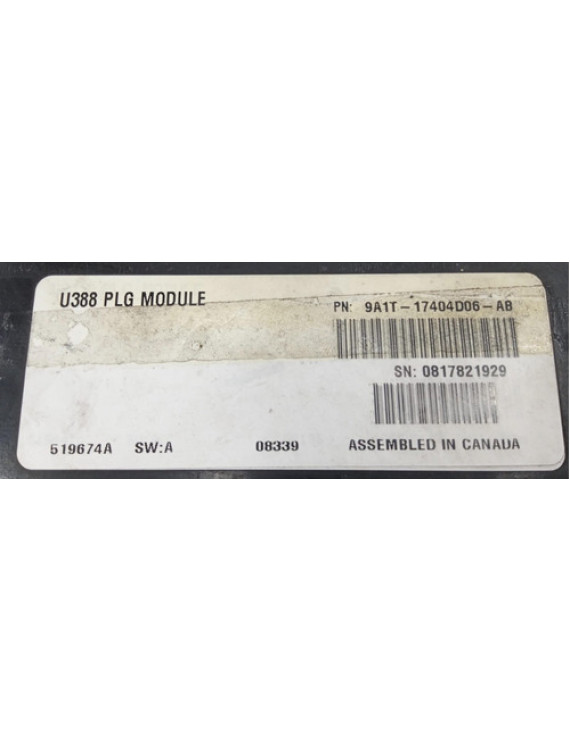 U388 PLG MODULE
PN: 9A1T-17404D06-AB
SN: 0817821929
519674A SW:A 08339 ASSEMBLED IN CANADA